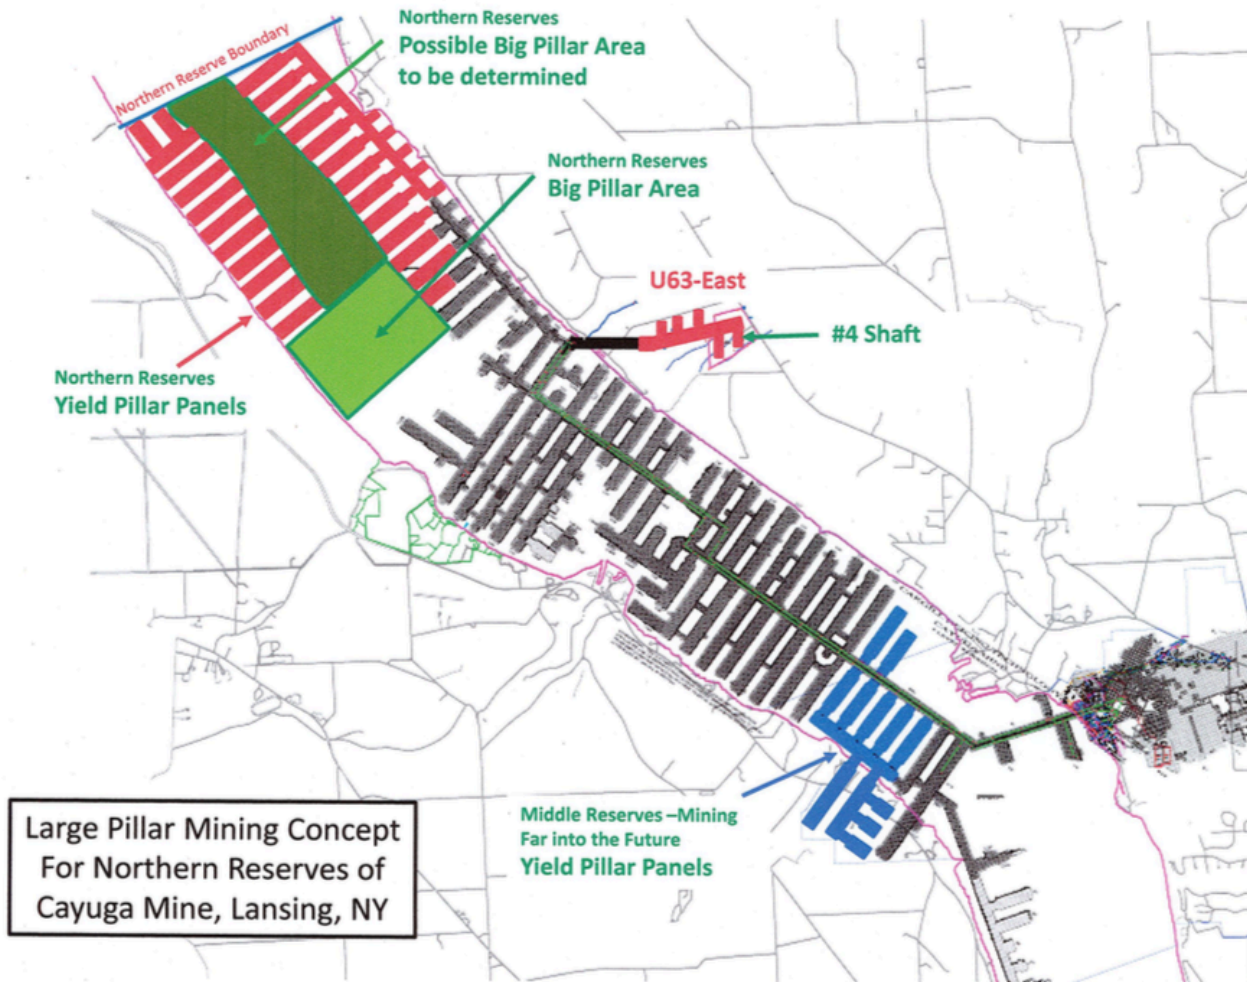 Northern Reserves
Possible Big Pillar Area
to be determined
Northern Reserve Boundary
Northern Reserves
Big Pillar Area
U63-East
#4 Shaft
Northern Reserves
Yield Pillar Panels
Middle Reserves –Mining
Far into the Future
Yield Pillar Panels
Large Pillar Mining Concept
For Northern Reserves of
Cayuga Mine, Lansing, NY